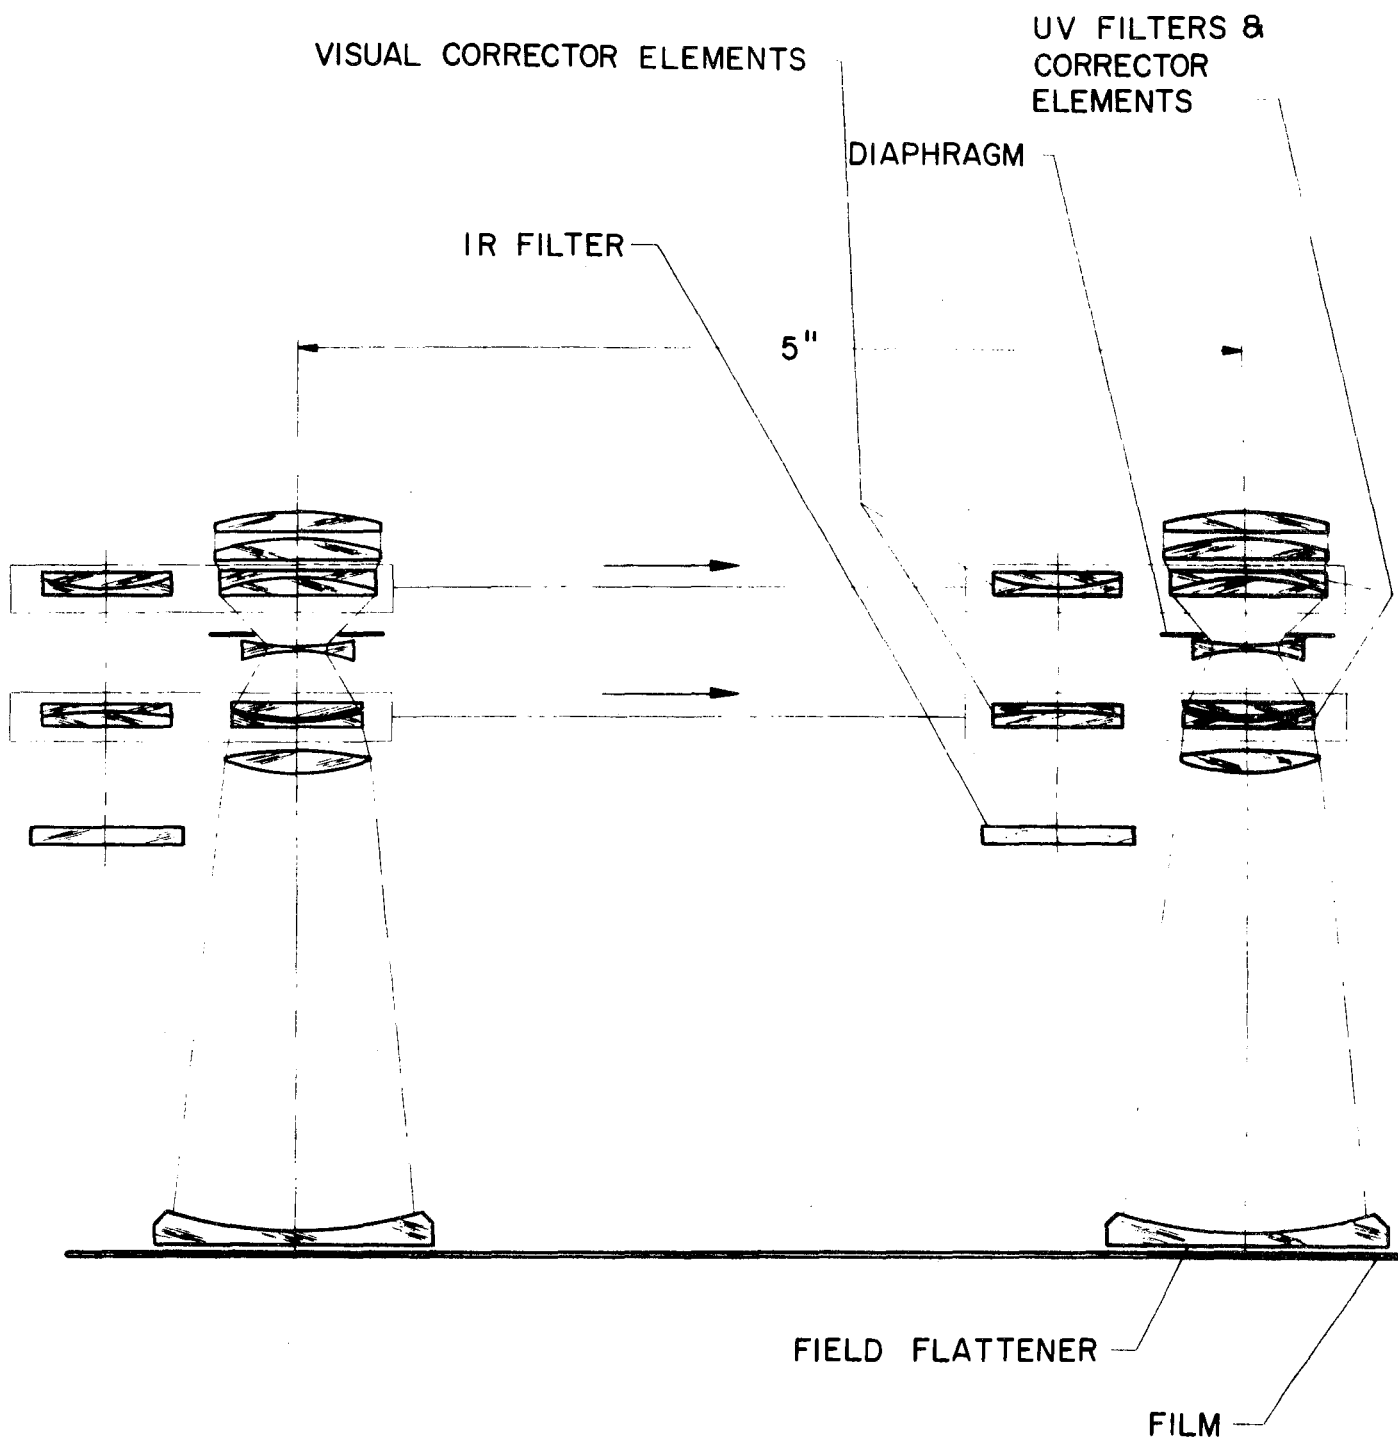 UV FILTERS &
CORRECTOR
ELEMENTS
VISUAL CORRECTOR ELEMENTS
DIAPHRAGM
IR FILTER
5"
FIELD FLATTENER
FILM